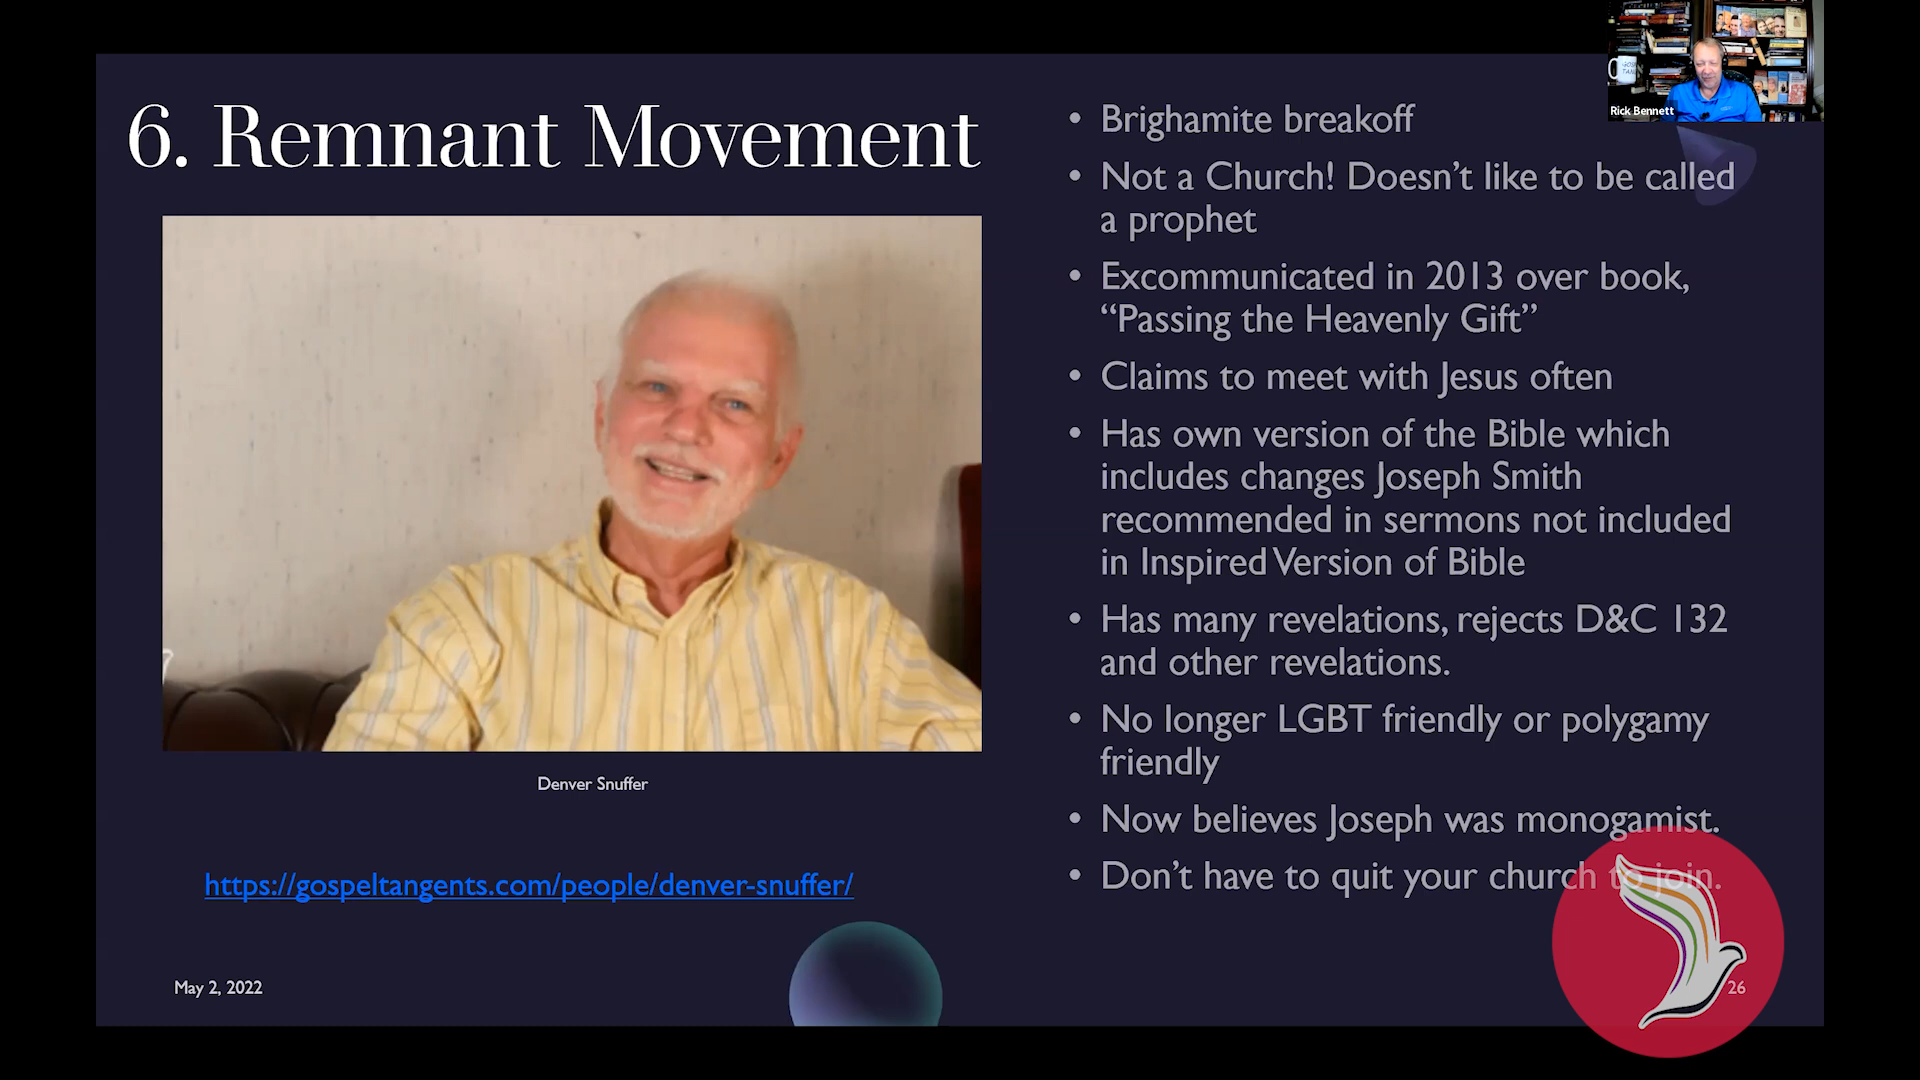 Rick Bennett
6. Remnant Movement
Denver Snuffer
https://gospeltangents.com/people/denver-snuffer/
May 2, 2022
• Brighamite breakoff
• Not a Church! Doesn’t like to be called
a prophet
• Excommunicated in 2013 over book,
“Passing the Heavenly Gift”
• Claims to meet with Jesus often
• Has own version of the Bible which
includes changes Joseph Smith
recommended in sermons not included
in Inspired Version of Bible
• Has many revelations, rejects D&C 132
and other revelations.
• No longer LGBT friendly or polygamy
friendly
• Now believes Joseph was monogamist.
• Don’t have to quit your church to join.
26